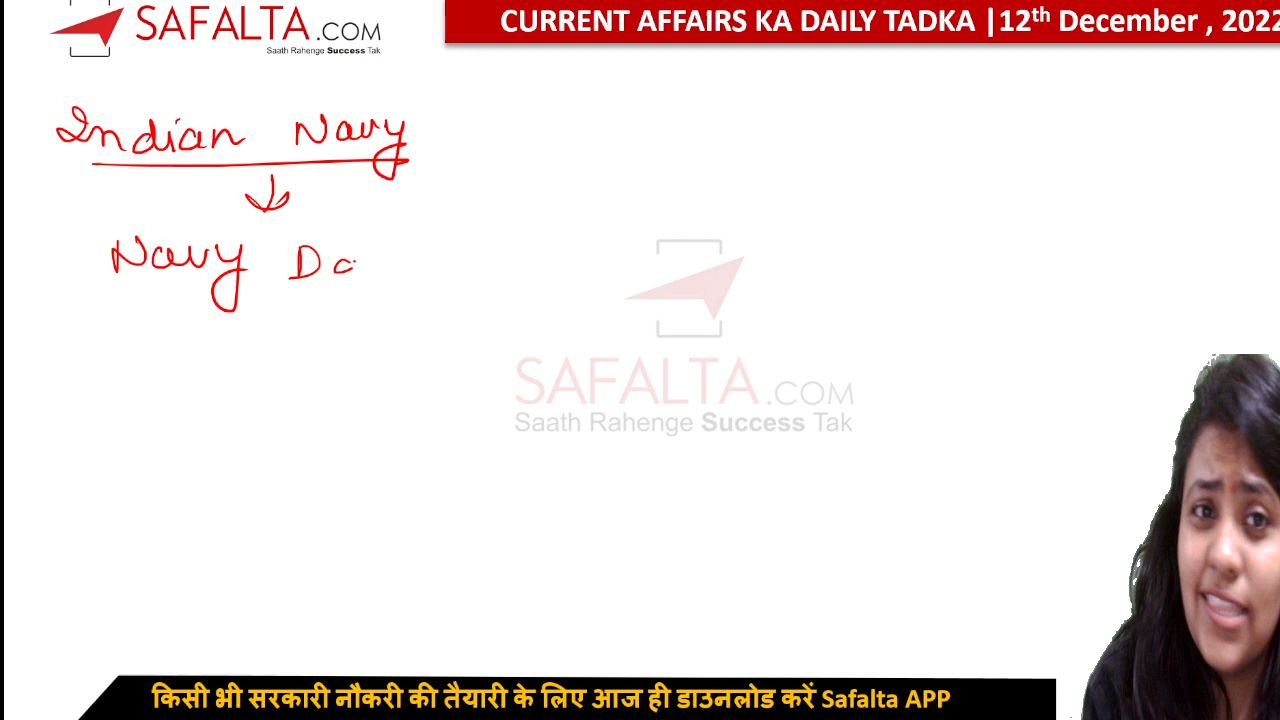 SAFALTA.COM
Saath Rahenge Success Tak
CURRENT AFFAIRS KA DAILY TADKA |12th December , 2022
Indian Navy
Navy Da
SAFALTA.COM
Saath Rahenge Success Tak
किसी भी सरकारी नौकरी की तैयारी के लिए आज ही डाउनलोड करें Safalta APP